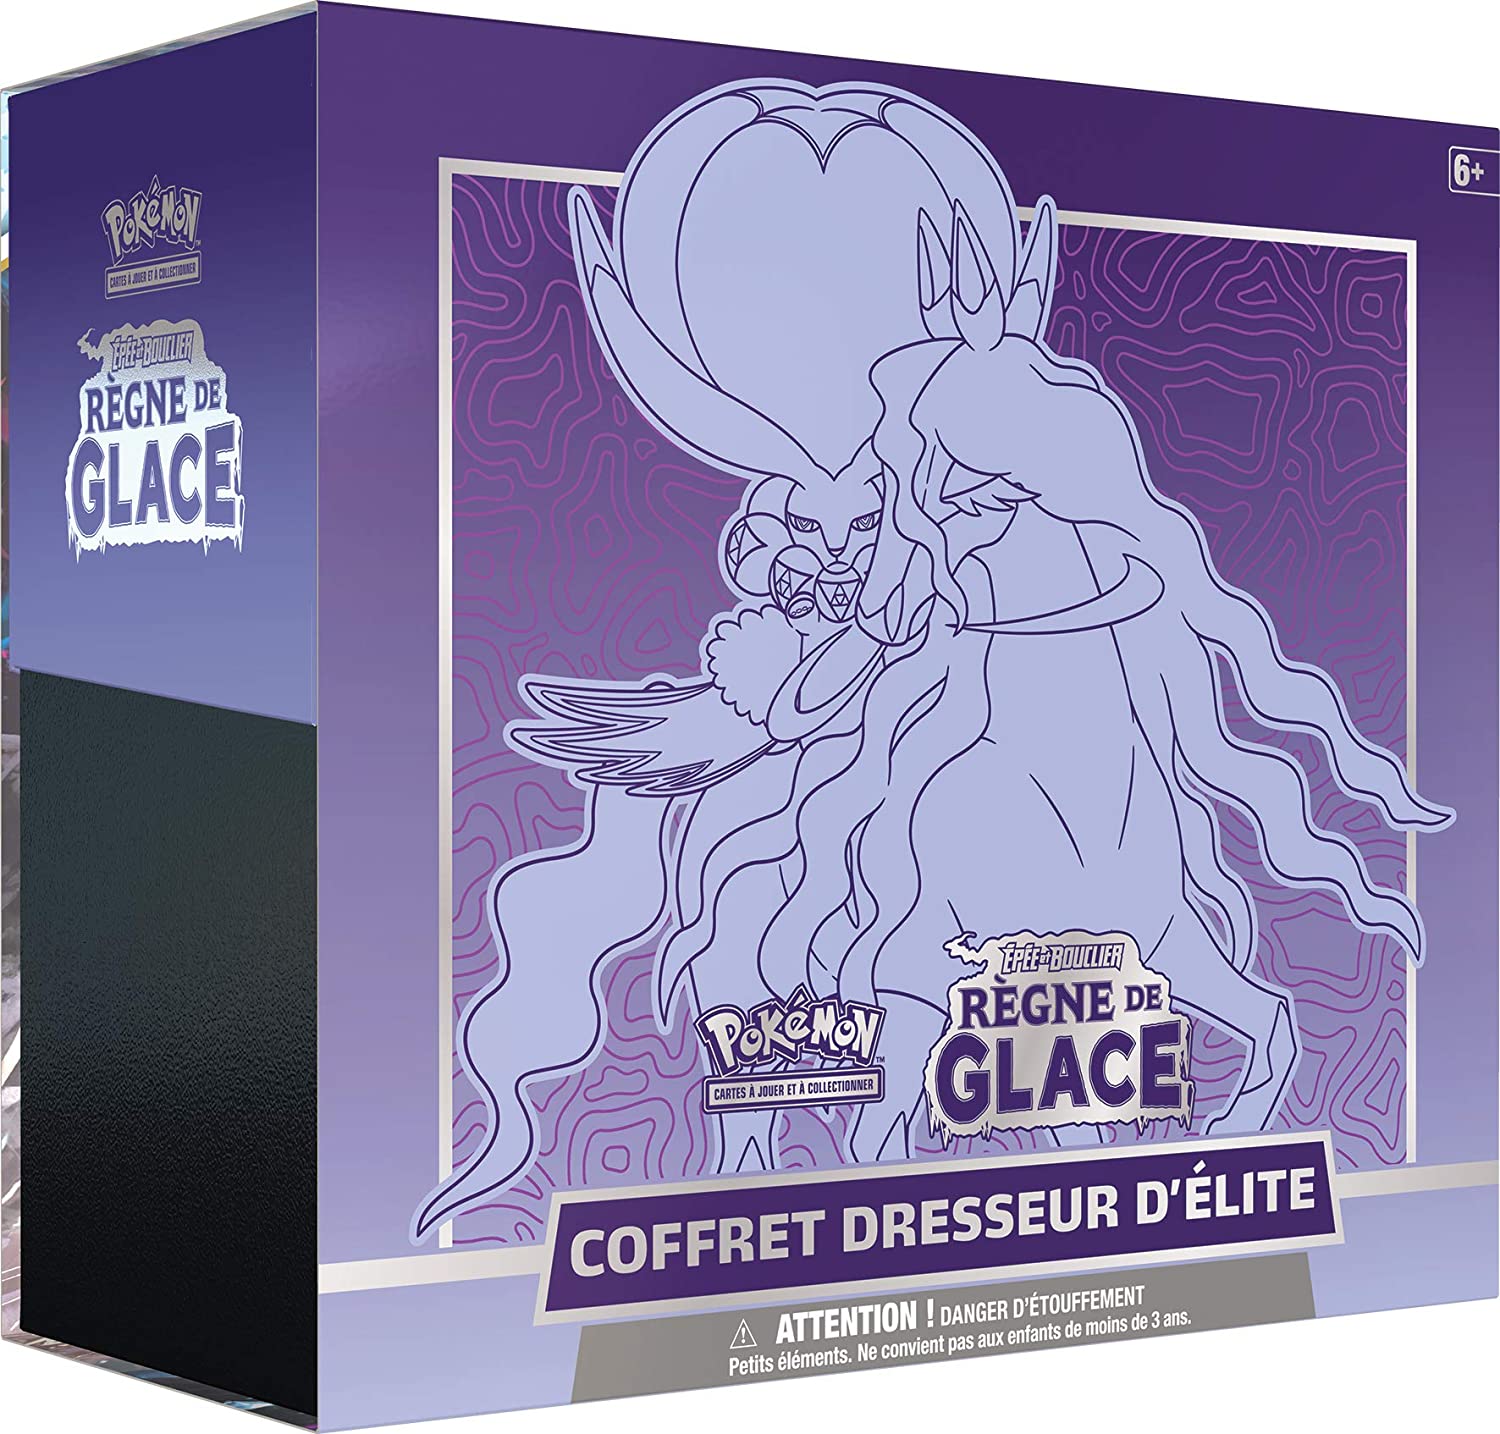 POKÉMON™
CARTES À JOUER ET À COLLECTIONNER
ÉPÉE et BOUCLIER
RÈGNE DE
GLACE
6+
POKÉMON™
CARTES À JOUER ET À COLLECTIONNER
ÉPÉE et BOUCLIER
RÈGNE DE
GLACE
COFFRET DRESSEUR D'ÉLITE
ATTENTION ! DANGER D'ÉTOUFFEMENT
Petits éléments. Ne convient pas aux enfants de moins de 3 ans.